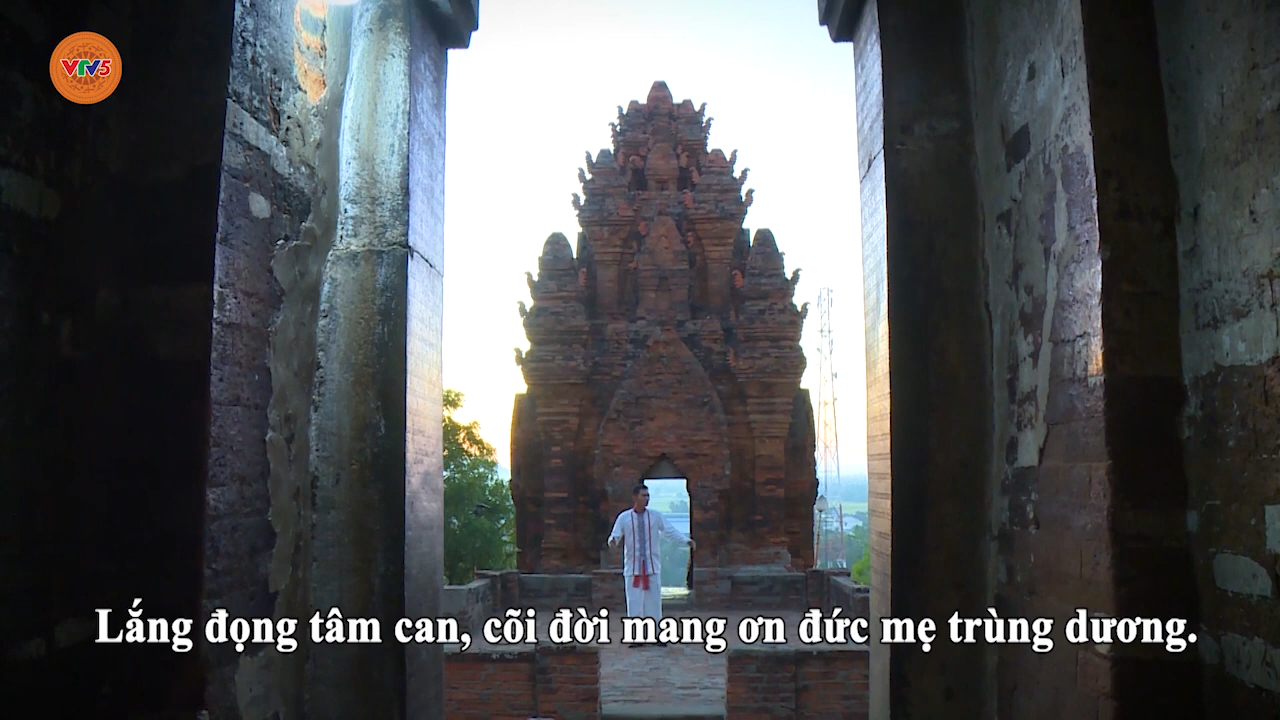 VTV5
Lắng đọng tâm can, cõi đời mang ơn đức mẹ trùng dương.